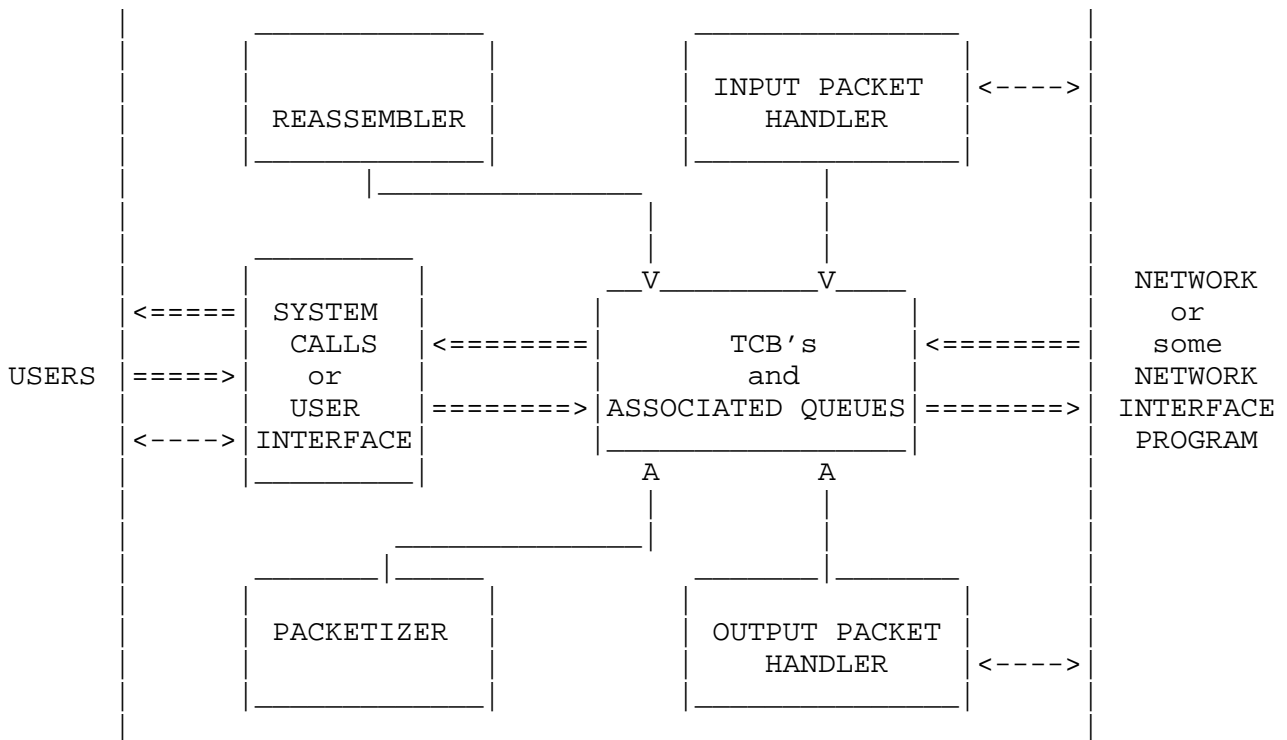 INPUT PACKET
HANDLER
<---->
REASSEMBLER
V V
<=====
SYSTEM
CALLS
or
USER
INTERFACE
<========
TCB's
and
ASSOCIATED QUEUES
<========
NETWORK
or
some
NETWORK
INTERFACE
PROGRAM
USERS
=====>
========>
========>
<---->
A A
PACKETIZER
OUTPUT PACKET
HANDLER
<---->